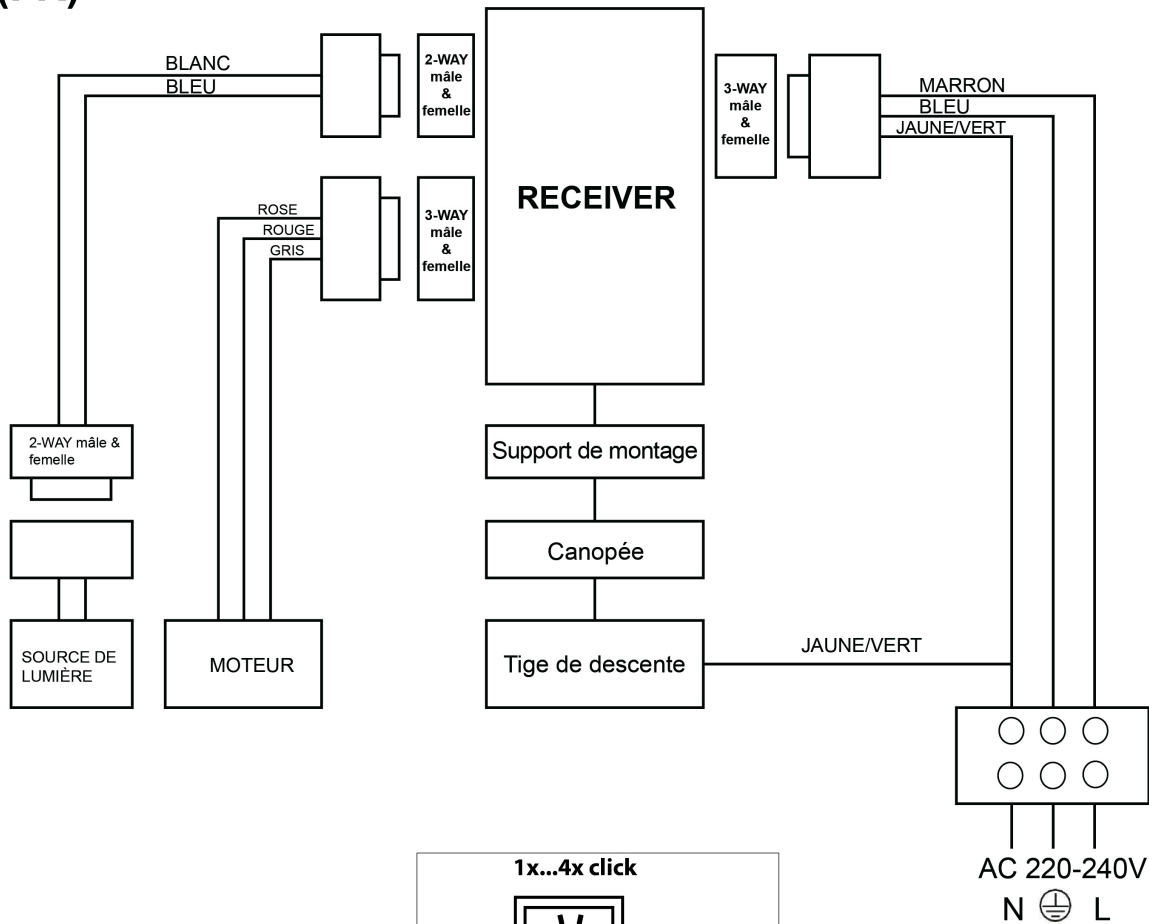 BLANC
BLEU
2-WAY
mâle
&
femelle
ROSE
ROUGE
GRIS
3-WAY
mâle
&
femelle
RECEIVER
3-WAY
mâle
&
femelle
MARRON
BLEU
JAUNE/VERT
2-WAY mâle &
femelle
SOURCE DE
LUMIÈRE
MOTEUR
Support de montage
Canopée
Tige de descente
JAUNE/VERT
AC 220-240V
N L
1x...4x click